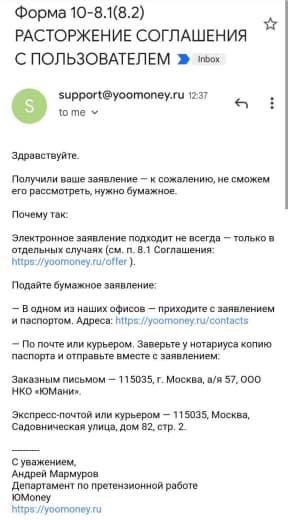 Форма 10-8.1(8.2)
РАСТОРЖЕНИЕ СОГЛАШЕНИЯ
С ПОЛЬЗОВАТЕЛЕМ Inbox
S
support@yoomoney.ru 12:37
to me
Здравствуйте.
Получили ваше заявление — к сожалению, не сможем
его рассмотреть, нужно бумажное.
Почему так:
Электронное заявление подходит не всегда — только в
отдельных случаях (см. п. 8.1 Соглашения:
https://yoomoney.ru/offer ).
Подайте бумажное заявление:
— В одном из наших офисов — приходите с заявлением
и паспортом. Адреса: https://yoomoney.ru/contacts
— По почте или курьером. Заверьте у нотариуса копию
паспорта и отправьте вместе с заявлением:
Заказным письмом — 115035, г. Москва, а/я 57, ООО
НКО «ЮМани».
Экспресс-почтой или курьером — 115035, Москва,
Садовническая улица, дом 82, стр. 2.
———
С уважением,
Андрей Мармуров
Департамент по претензионной работе
ЮMoney
https://yoomoney.ru